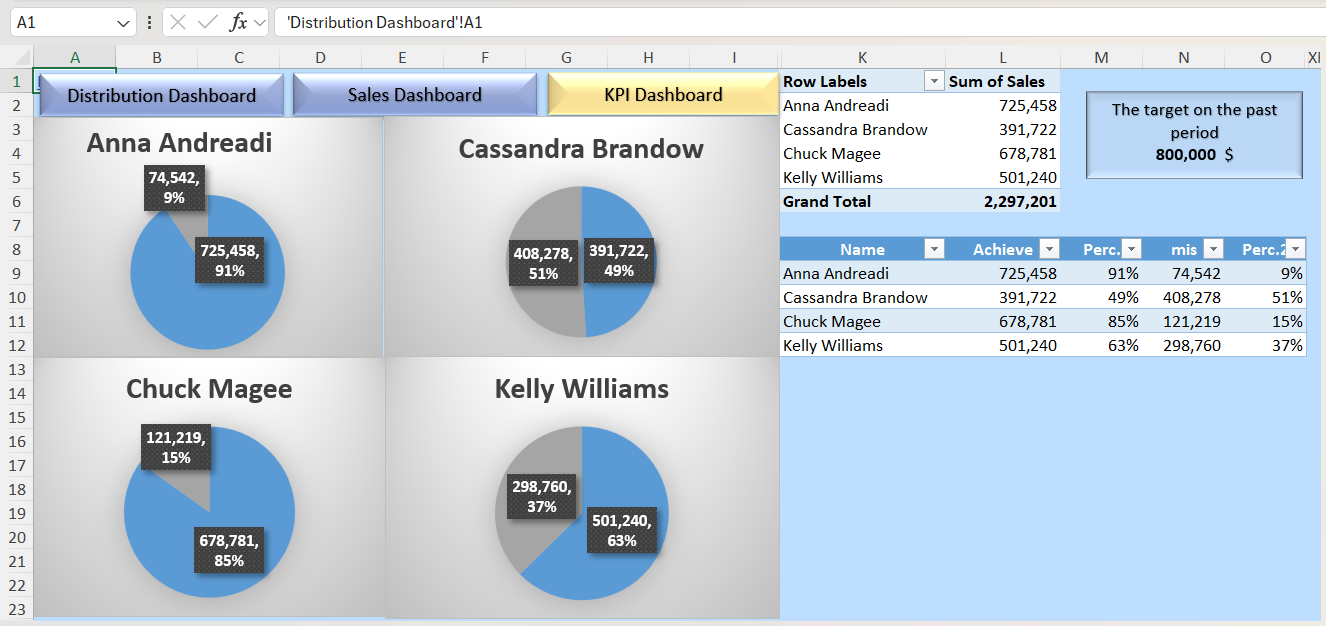 A1
fx
'Distribution Dashboard'!A1
A B C D E F G H I K L M N O
1
2
3
4
5
6
7
8
9
10
11
12
13
14
15
16
17
18
19
20
21
22
23
Distribution Dashboard
Sales Dashboard
KPI Dashboard
Anna Andreadi
74,542,
9%
725,458,
91%
Cassandra Brandow
408,278,
51%
391,722,
49%
Chuck Magee
121,219,
15%
678,781,
85%
Kelly Williams
298,760,
37%
501,240,
63%
Row Labels Sum of Sales
Anna Andreadi 725,458
Cassandra Brandow 391,722
Chuck Magee 678,781
Kelly Williams 501,240
Grand Total 2,297,201
The target on the past
period
800,000 $
Name Achieve Perc. mis Perc.2
Anna Andreadi 725,458 91% 74,542 9%
Cassandra Brandow 391,722 49% 408,278 51%
Chuck Magee 678,781 85% 121,219 15%
Kelly Williams 501,240 63% 298,760 37%